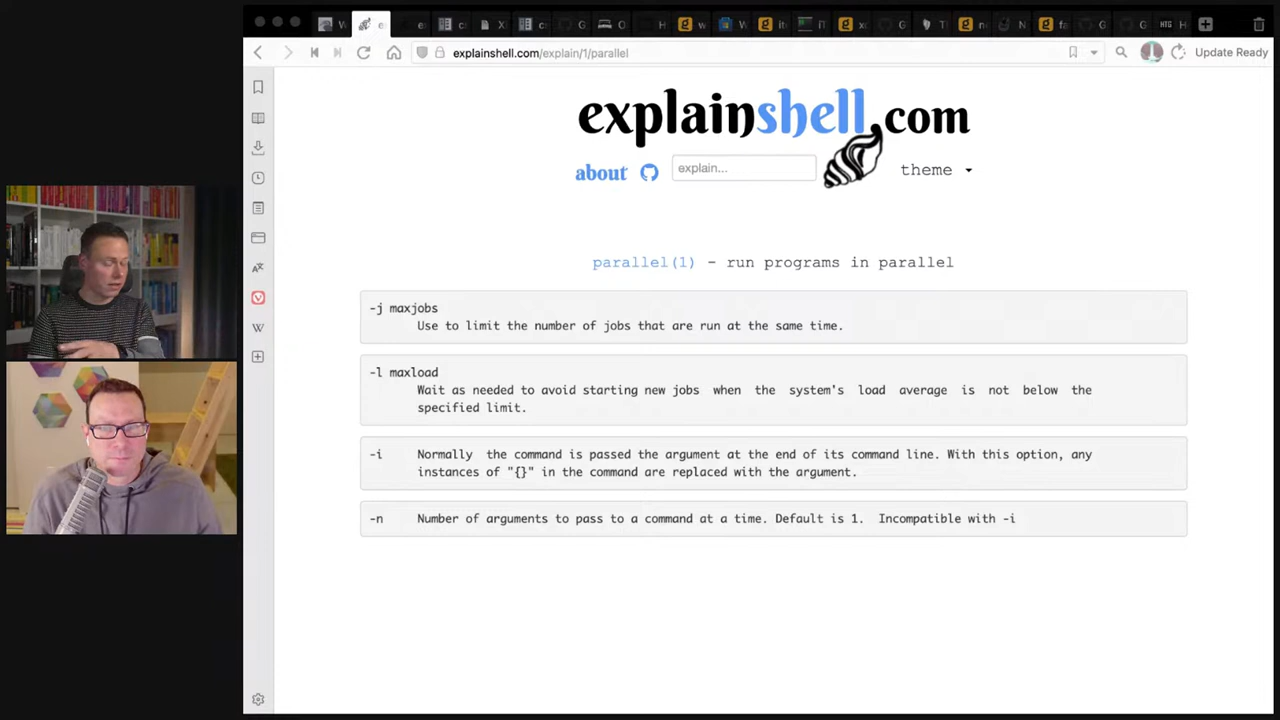 explainshell.com/explain/1/parallel
Update Ready
explainshell.com
about
explain...
theme
parallel(1) - run programs in parallel
-j maxjobs
Use to limit the number of jobs that are run at the same time.
-l maxload
Wait as needed to avoid starting new jobs when the system's load average is not below the
specified limit.
-i Normally the command is passed the argument at the end of its command line. With this option, any
instances of "{}" in the command are replaced with the argument.
-n Number of arguments to pass to a command at a time. Default is 1. Incompatible with -i